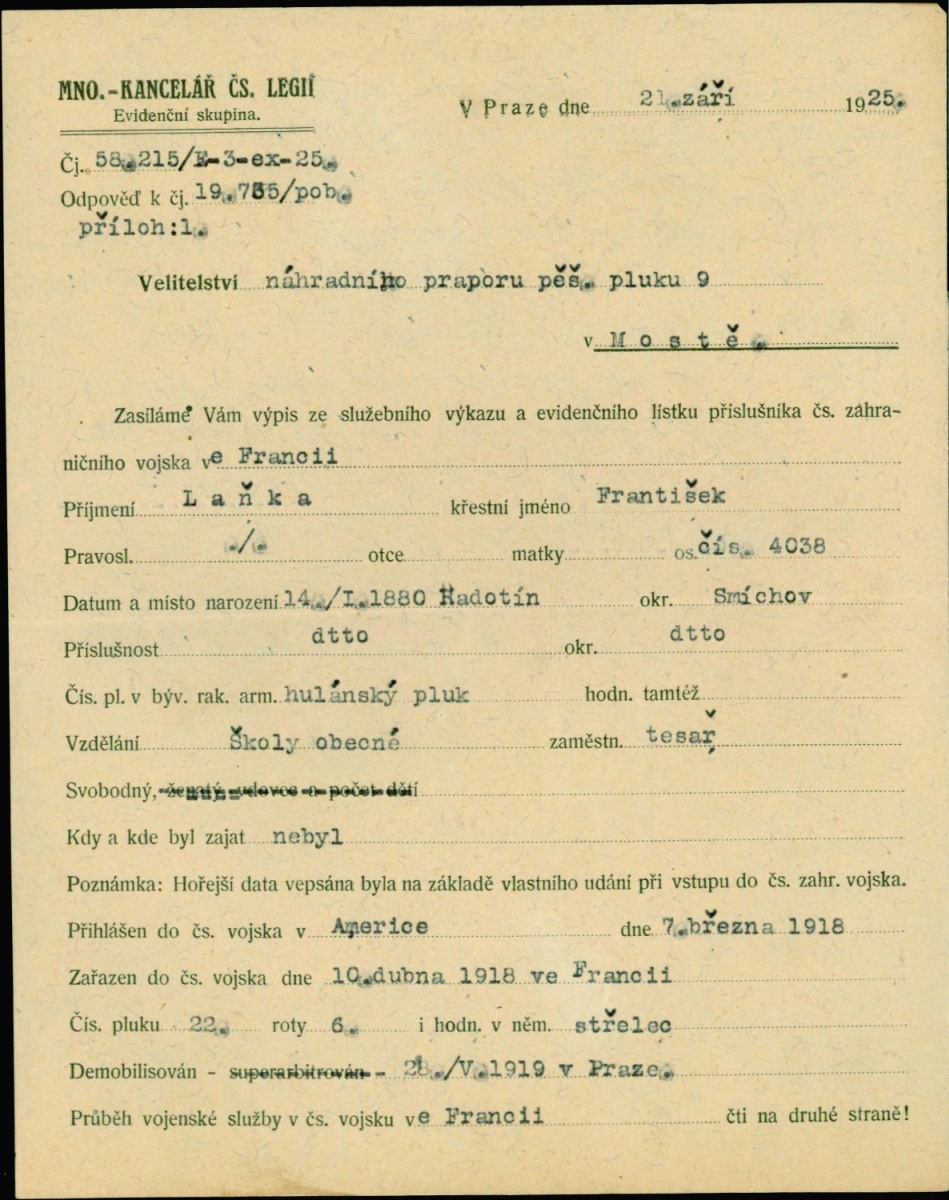 MNO.-KANCELÁŘ ČS. LEGIÍ
Evidenční skupina.
V Praze dne 21.září 1925.
Čj. 58.215/E-3-ex-25.
Odpověď k čj. 19.735/pob.
příloh:1.
Velitelství náhradního praporu pěš. pluku 9
v Mostě.
Zasíláme Vám výpis ze služebního výkazu a evidenčního lístku příslušníka čs. zahra-
ničního vojska ve Francii
Příjmení Laňka křestní jméno František
Pravosl. ./. otce matky os. čís. 4038
Datum a místo narození 14./I.1880 Radotín okr. Smíchov
Příslušnost dtto okr. dtto
Čís. pl. v býv. rak. arm. hulánský pluk hodn. tamtéž
Vzdělání Školy obecné zaměstn. tesař
Svobodný, ženatý, vdovec a počet dětí
Kdy a kde byl zajat nebyl
Poznámka: Hořejší data vepsána byla na základě vlastního udání při vstupu do čs. zahr. vojska.
Přihlášen do čs. vojska v Americe dne 7.března 1918
Zařazen do čs. vojska dne 10.dubna 1918 ve Francii
Čís. pluku 22. roty 6. i hodn. v něm. střelec
Demobilisován - superarbitrován - /V.1919 v Praze.
Průběh vojenské služby v čs. vojsku ve Francii čti na druhé straně!